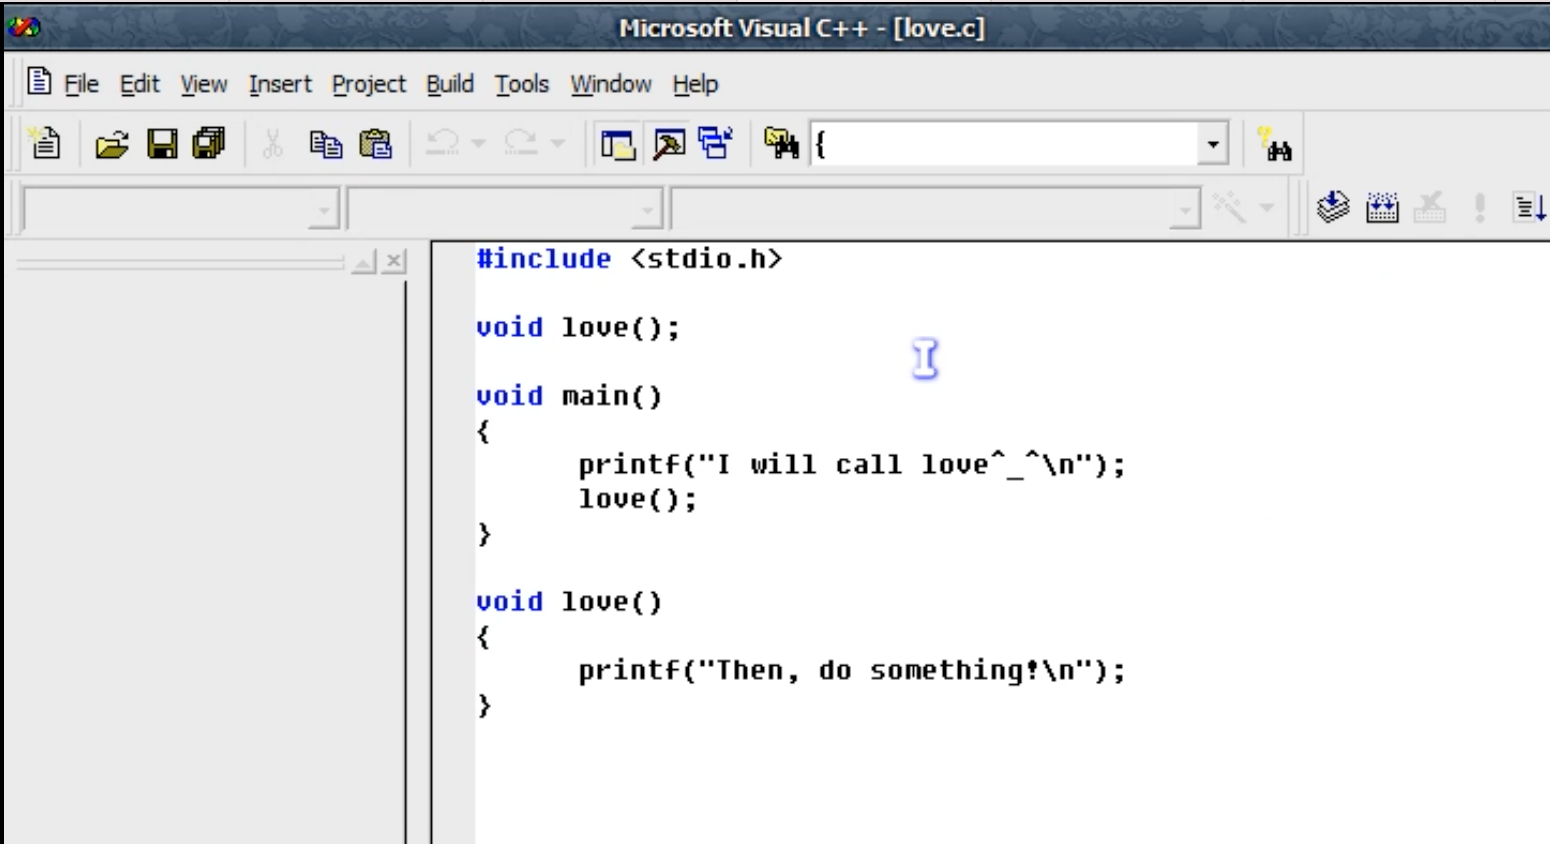 Microsoft Visual C++ - [love.c]
File Edit View Insert Project Build Tools Window Help
{
#include <stdio.h>
void love();
void main()
{
printf("I will call love^_^\n");
love();
}
void love()
{
printf("Then, do something!\n");
}